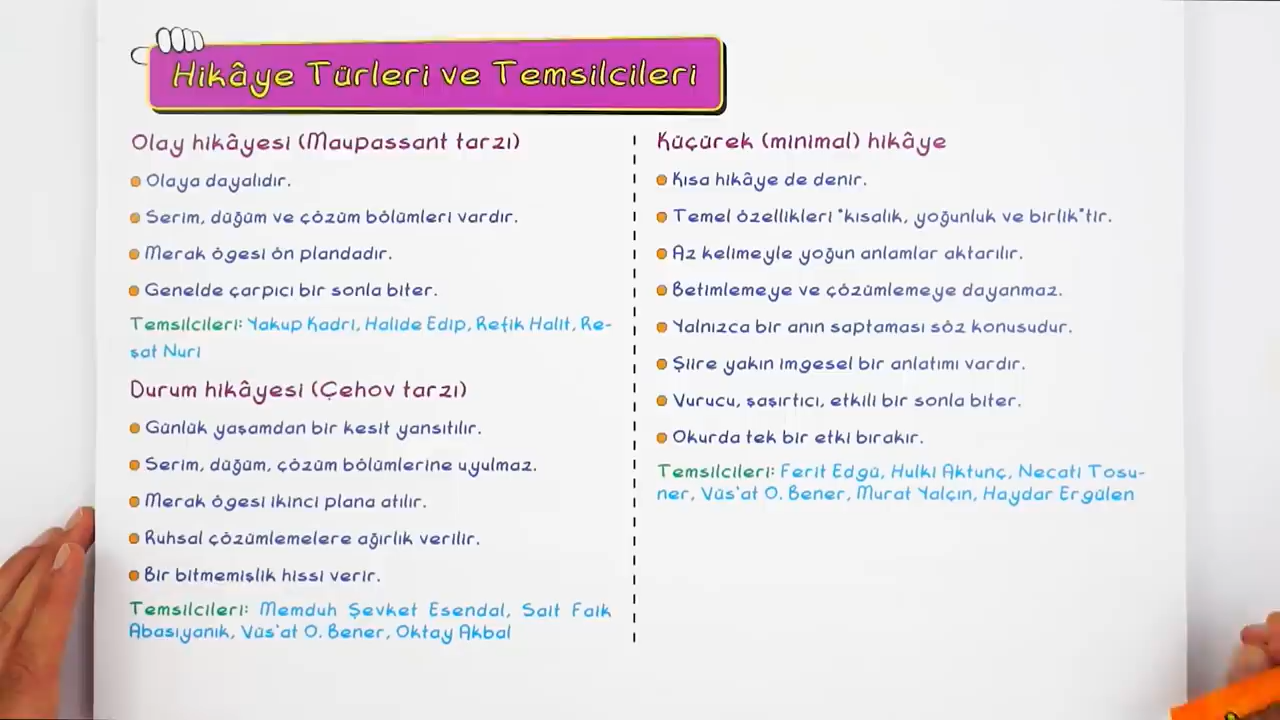 Hikâye Türleri ve Temsilcileri
Olay hikâyesi (Maupassant tarzı)
Olaya dayalıdır.
Serim, düğüm ve çözüm bölümleri vardır.
Merak ögesi ön plandadır.
Genelde çarpıcı bir sonla biter.
Temsilcileri: Yakup Kadri, Halide Edip, Refik Halit, Re-
şat Nuri
Durum hikâyesi (Çehov tarzı)
Günlük yaşamdan bir kesit yansıtılır.
Serim, düğüm, çözüm bölümlerine uyulmaz.
Merak ögesi ikinci plana atılır.
Ruhsal çözümlemelere ağırlık verilir.
Bir bitmemişlik hissi verir.
Temsilcileri: Memduh Şevket Esendal, Sait Faik
Abasıyanık, Vüs'at O. Bener, Oktay Akbal
Küçürek (minimal) hikâye
Kısa hikâye de denir.
Temel özellikleri "kısalık, yoğunluk ve birlik"tir.
Az kelimeyle yoğun anlamlar aktarılır.
Betimlemeye ve çözümlemeye dayanmaz.
Yalnızca bir anın saptaması söz konusudur.
Şiire yakın imgesel bir anlatımı vardır.
Vurucu, şaşırtıcı, etkili bir sonla biter.
Okurda tek bir etki bırakır.
Temsilcileri: Ferit Edgü, Hulki Aktunç, Necati Tosu-
ner, Vüs'at O. Bener, Murat Yalçın, Haydar Ergülen